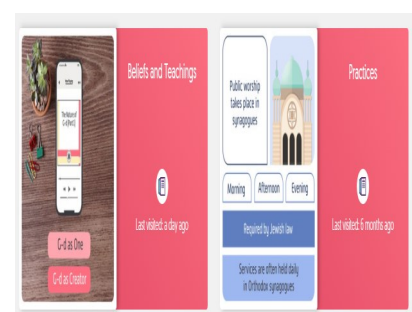 The Nature of
G-d (Part 1)
G-d as One
G-d as Creator
Beliefs and Teachings
Last visited: a day ago
Public worship
takes place in
synagogues
Morning
Afternoon
Evening
Required by Jewish law
Services are often held daily
in Orthodox synagogues
Practices
Last visited: 6 months ago